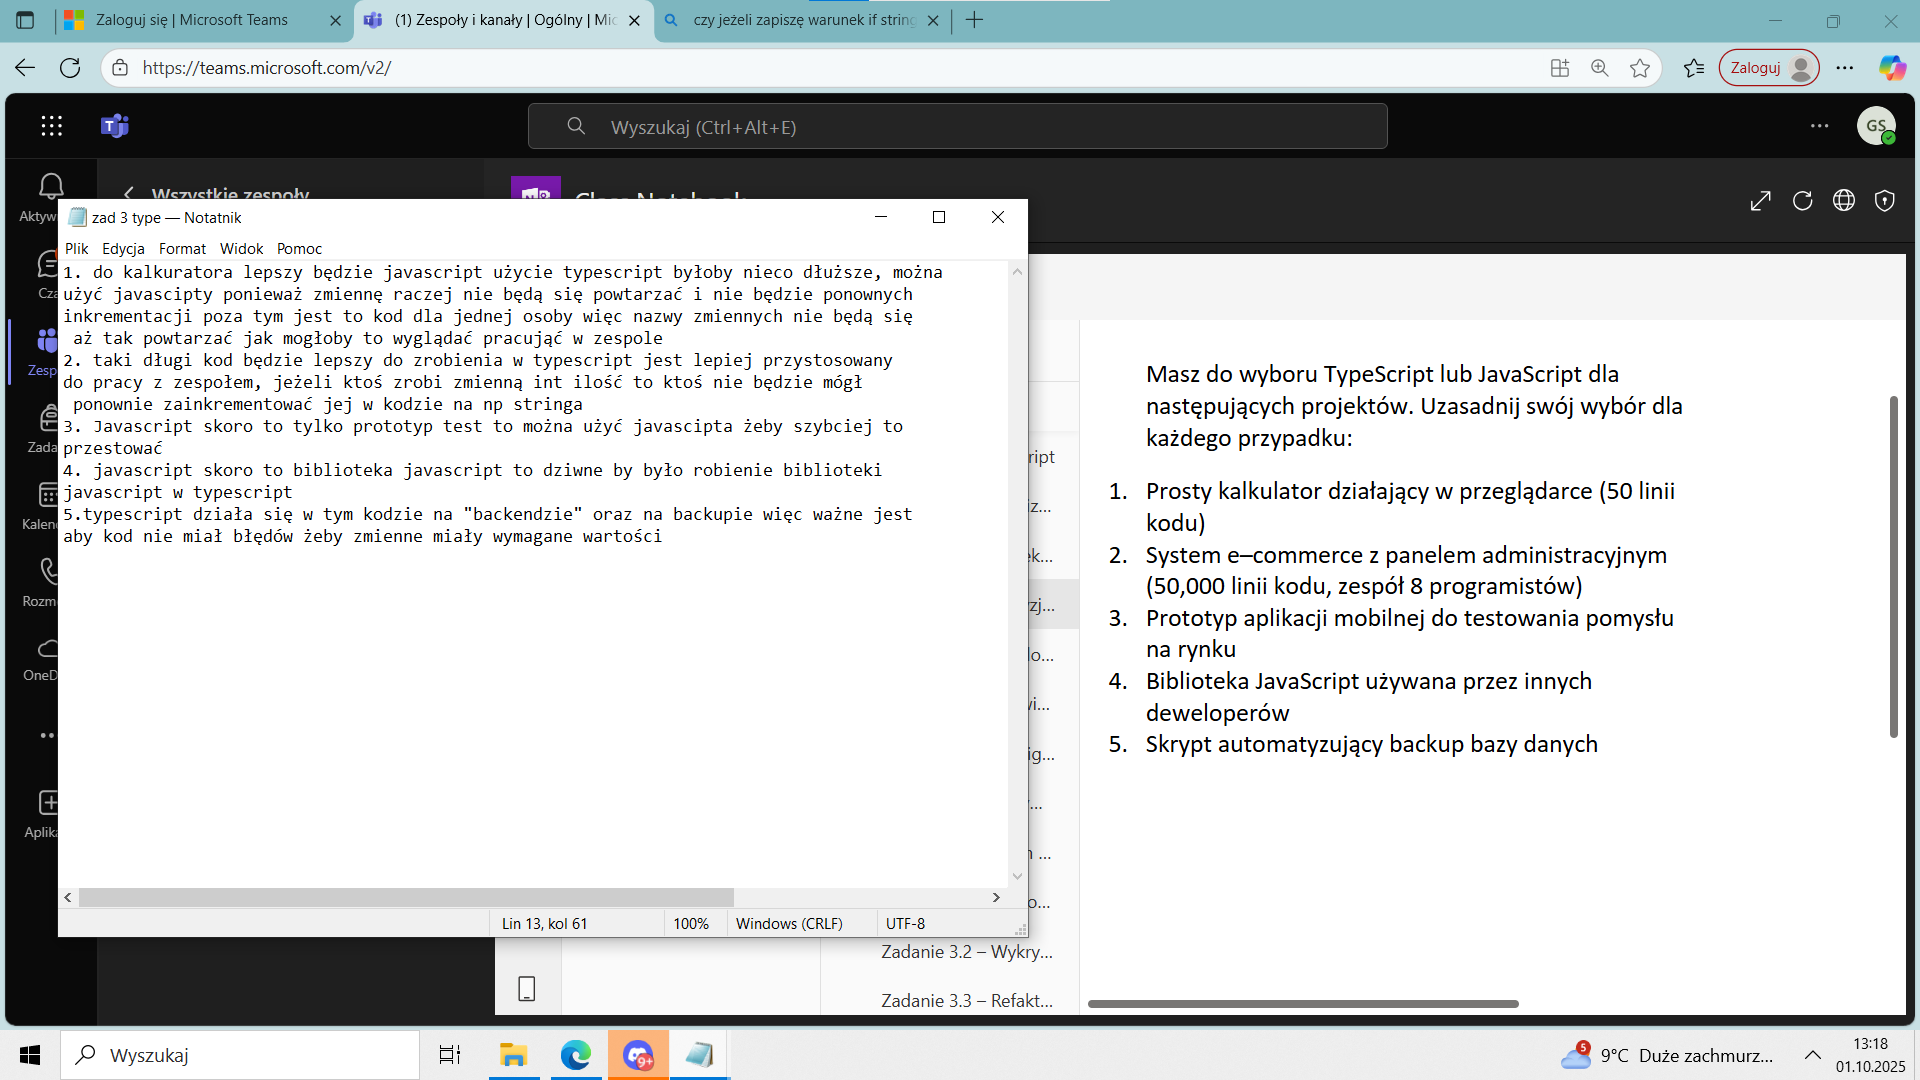 Zaloguj się | Microsoft Teams
(1) Zespoły i kanały | Ogólny | Mic
czy jeżeli zapiszę warunek if string
https://teams.microsoft.com/v2/
Zaloguj
Wyszukaj (Ctrl+Alt+E)
GS
Wszystkie zespoły
Class Notebook
zad 3 type — Notatnik
Plik Edycja Format Widok Pomoc
1. do kalkuratora lepszy będzie javascript użycie typescript byłoby nieco dłuższe, można
użyć javascipty ponieważ zmiennę raczej nie będą się powtarzać i nie będzie ponownych
inkrementacji poza tym jest to kod dla jednej osoby więc nazwy zmiennych nie będą się
aż tak powtarzać jak mogłoby to wyglądać pracująć w zespole
2. taki długi kod będzie lepszy do zrobienia w typescript jest lepiej przystosowany
do pracy z zespołem, jeżeli ktoś zrobi zmienną int ilość to ktoś nie będzie mógł
ponownie zainkrementować jej w kodzie na np stringa
3. Javascript skoro to tylko prototyp test to można użyć javascipta żeby szybciej to
przestować
4. javascript skoro to biblioteka javascript to dziwne by było robienie biblioteki
javascript w typescript
5.typescript działa się w tym kodzie na "backendzie" oraz na backupie więc ważne jest
aby kod nie miał błędów żeby zmienne miały wymagane wartości
Lin 13, kol 61
100%
Windows (CRLF)
UTF-8
Aktyw
Cza
Zesp
Zada
Kalen
Rozm
OneD
Aplika
ript
iz...
ek...
zj...
lo...
vi...
ig...
o...
Zadanie 3.2 – Wykry...
Zadanie 3.3 – Refakt...
Masz do wyboru TypeScript lub JavaScript dla
następujących projektów. Uzasadnij swój wybór dla
każdego przypadku:
1. Prosty kalkulator działający w przeglądarce (50 linii
kodu)
2. System e–commerce z panelem administracyjnym
(50,000 linii kodu, zespół 8 programistów)
3. Prototyp aplikacji mobilnej do testowania pomysłu
na rynku
4. Biblioteka JavaScript używana przez innych
deweloperów
5. Skrypt automatyzujący backup bazy danych
Wyszukaj
9+
5
9°C Duże zachmurz...
13:18
01.10.2025